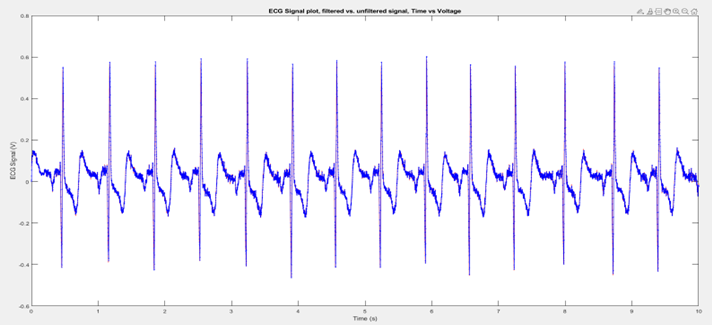 ECG Signal plot, filtered vs. unfiltered signal, Time vs Voltage
0.8
0.6
0.4
0.2
0
-0.2
-0.4
-0.6
ECG Signal (V)
0 1 2 3 4 5 6 7 8 9 10
Time (s)